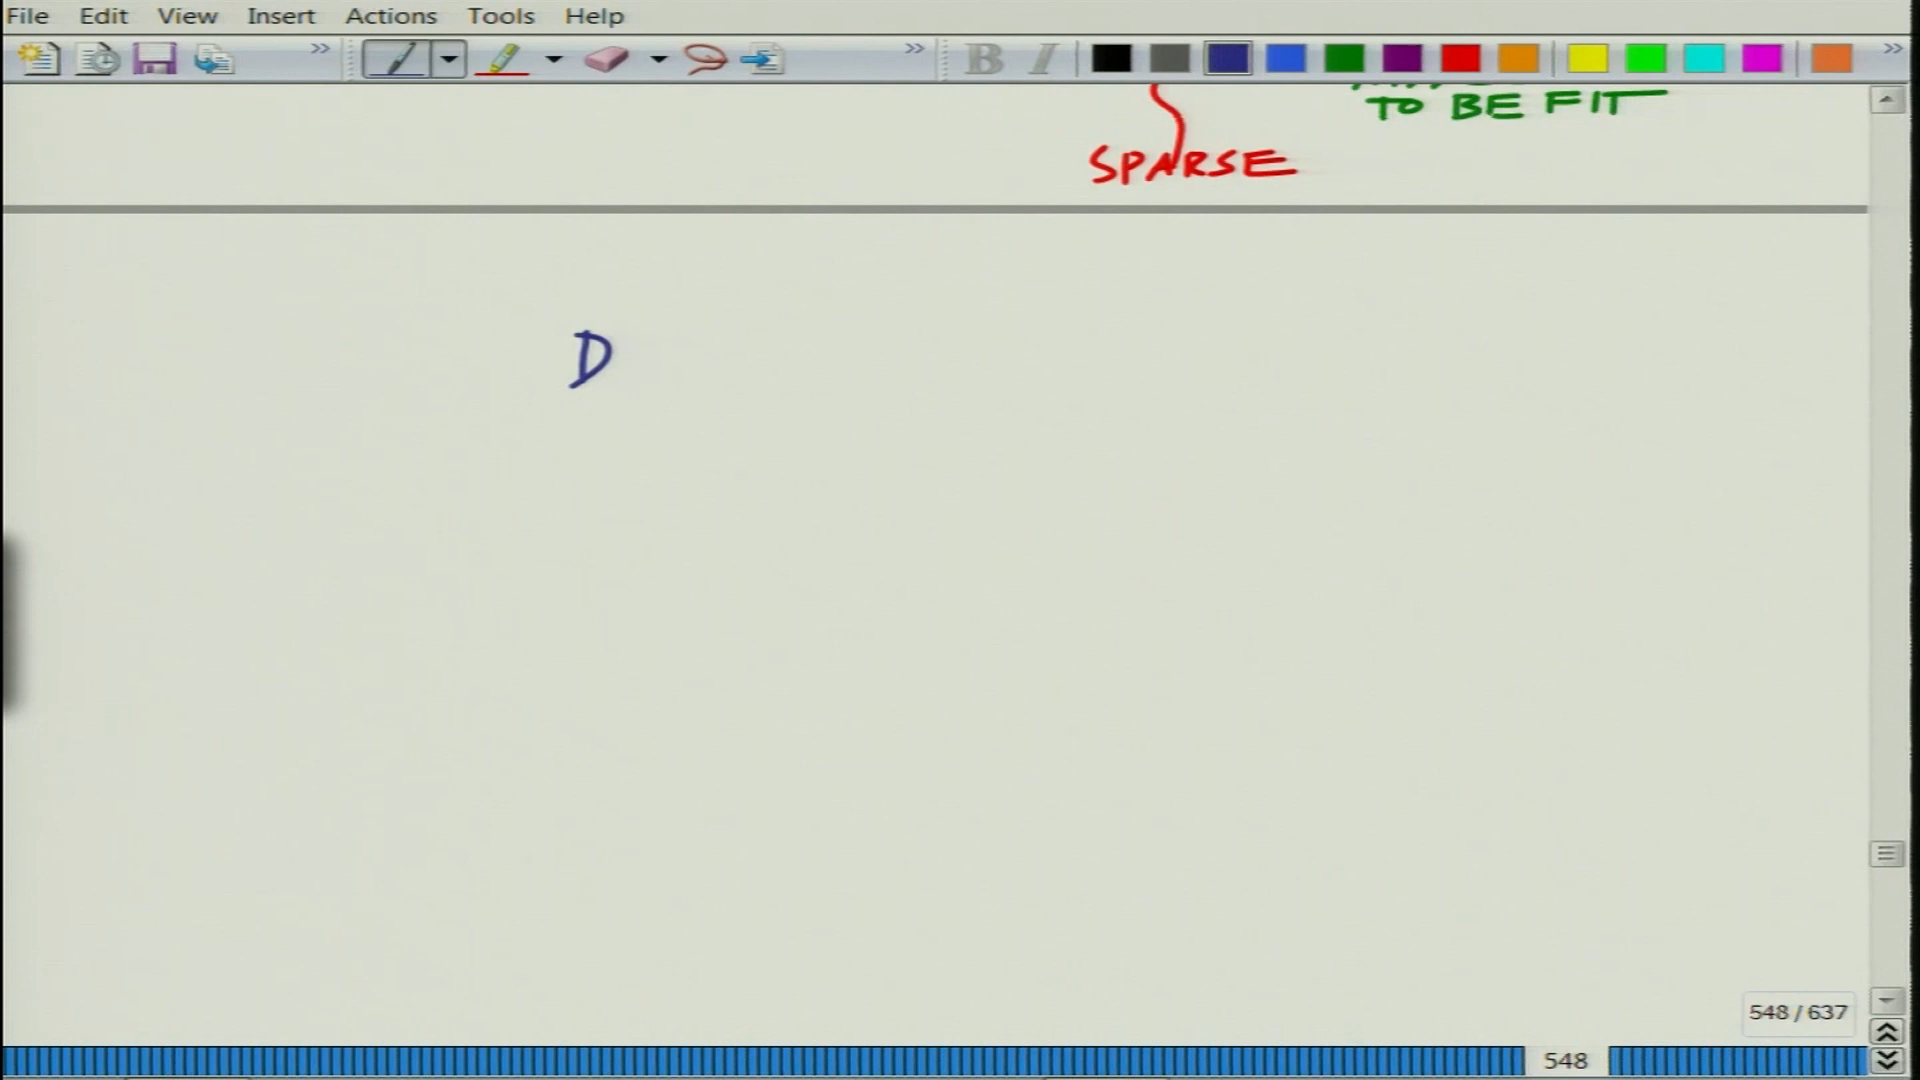 File Edit View Insert Actions Tools Help
B I
TO BE FIT
SPARSE
D
548 / 637
548